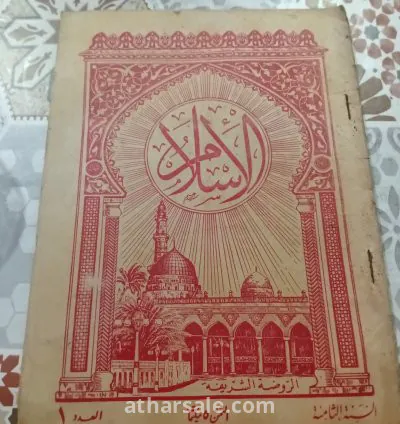 الإسلام
الروضة الشريفة
السنة الثامنة
العدد ١
atharsale.com